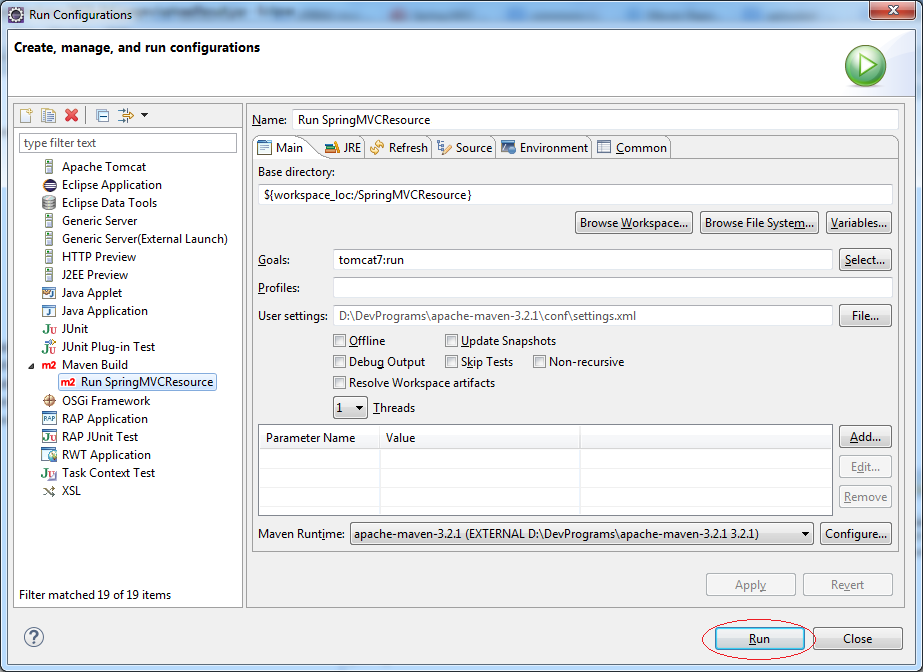 Run Configurations
Create, manage, and run configurations
type filter text
Apache Tomcat
Eclipse Application
Eclipse Data Tools
Generic Server
Generic Server(External Launch)
HTTP Preview
J2EE Preview
Java Applet
Java Application
Ju JUnit
JUnit Plug-in Test
m2 Maven Build
m2 Run SpringMVCResource
OSGi Framework
RAP Application
RAP JUnit Test
RWT Application
Task Context Test
XSL
Filter matched 19 of 19 items
Name: Run SpringMVCResource
Main JRE Refresh Source Environment Common
Base directory:
${workspace_loc:/SpringMVCResource}
Browse Workspace... Browse File System... Variables...
Goals: tomcat7:run Select...
Profiles:
User settings: D:\DevPrograms\apache-maven-3.2.1\conf\settings.xml File...
Offline Update Snapshots
Debug Output Skip Tests Non-recursive
Resolve Workspace artifacts
1 Threads
Parameter Name Value Add...
Edit...
Remove
Maven Runtime: apache-maven-3.2.1 (EXTERNAL D:\DevPrograms\apache-maven-3.2.1 3.2.1) Configure...
Apply Revert
? Run Close